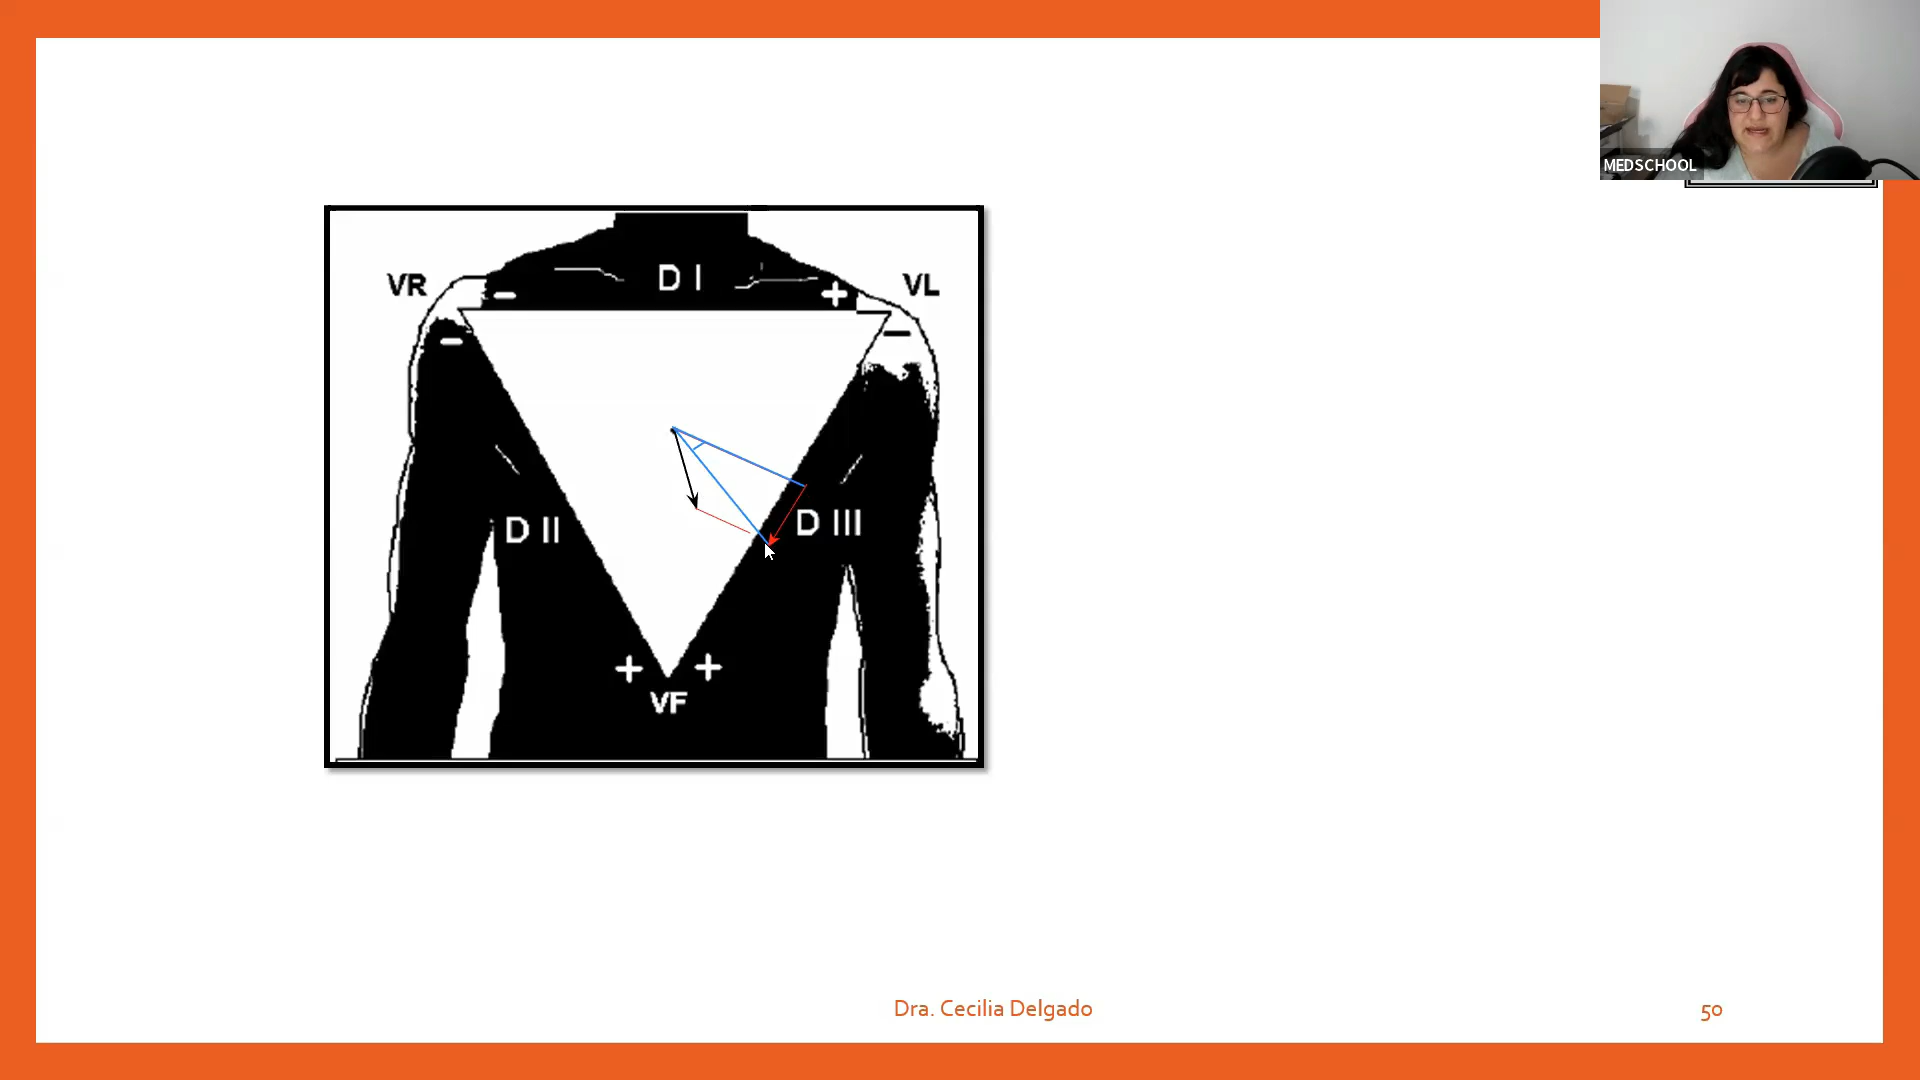 MEDSCHOOL
D I
VR
VL
-
+
-
-
D II
D III
+
+
VF
Dra. Cecilia Delgado
50